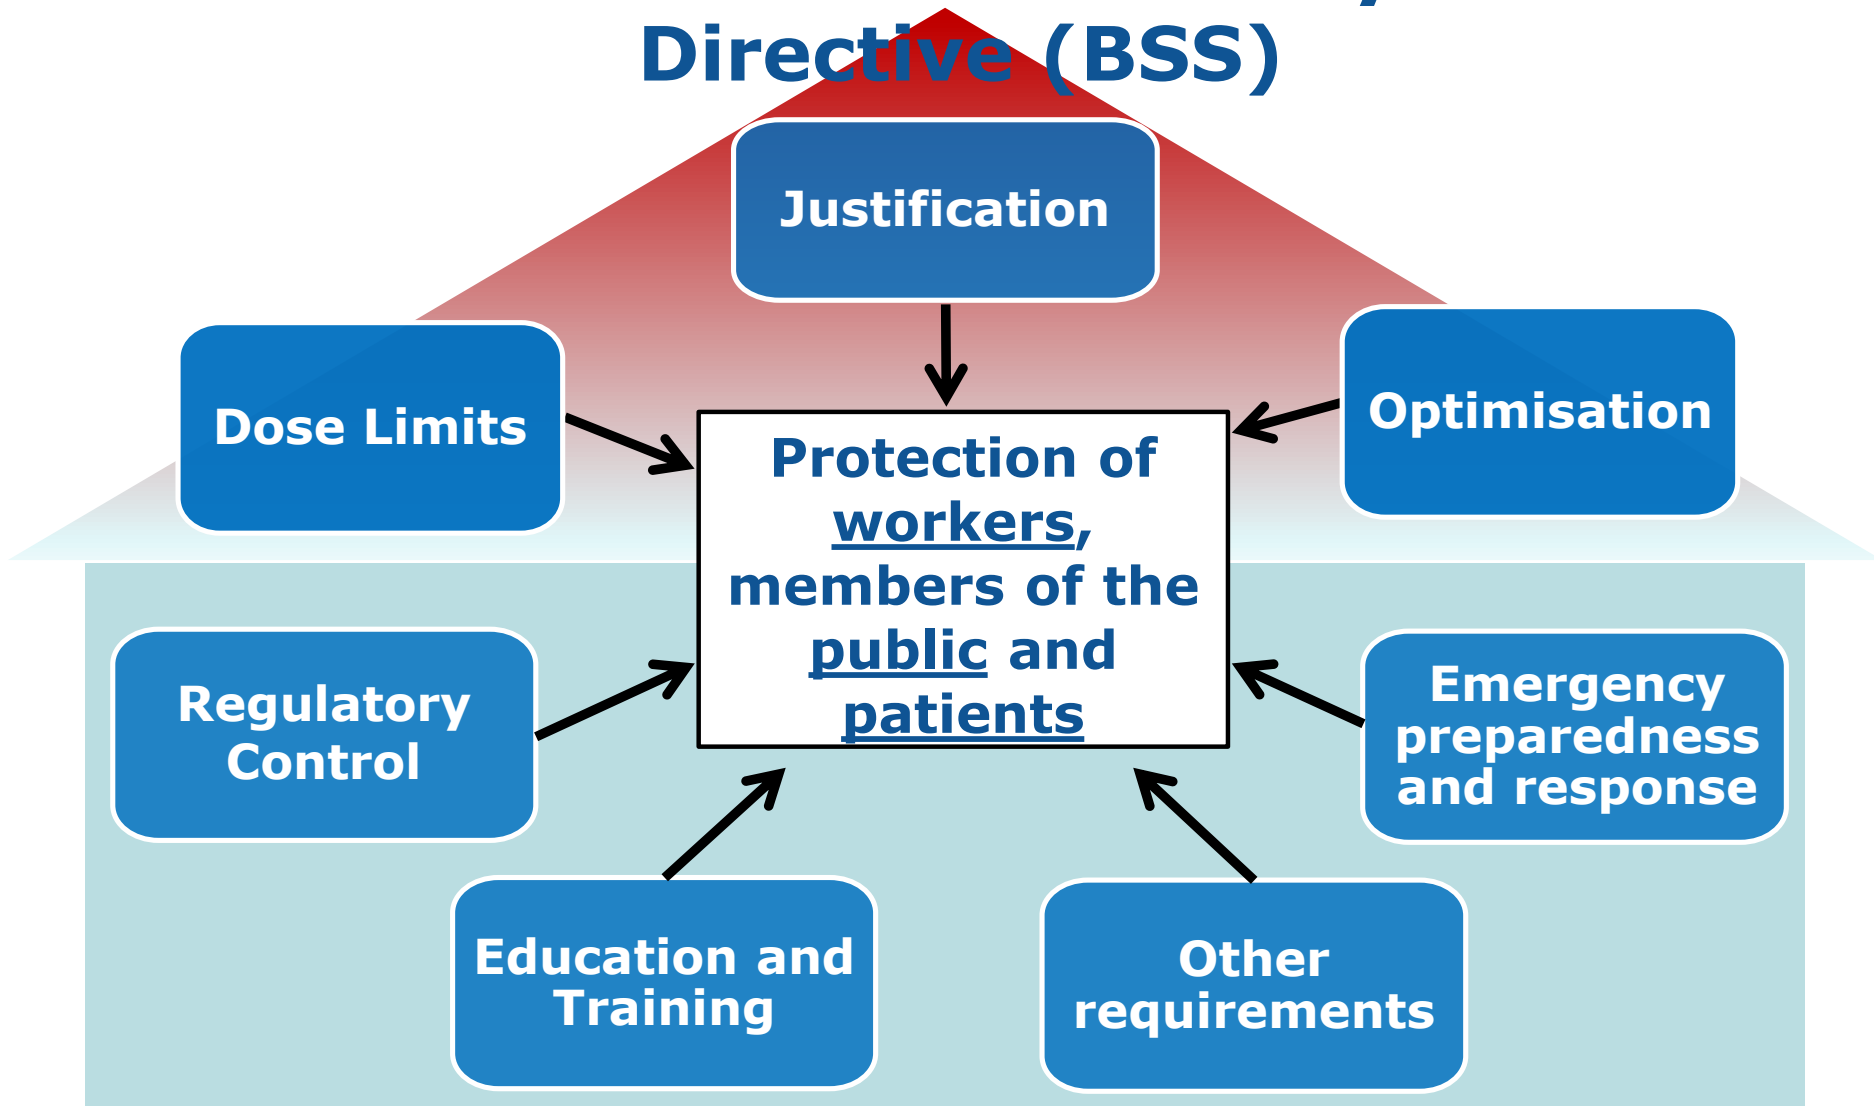 Directive (BSS)
Justification
Dose Limits
Optimisation
Protection of
workers,
members of the
public and
patients
Regulatory
Control
Emergency
preparedness
and response
Education and
Training
Other
requirements